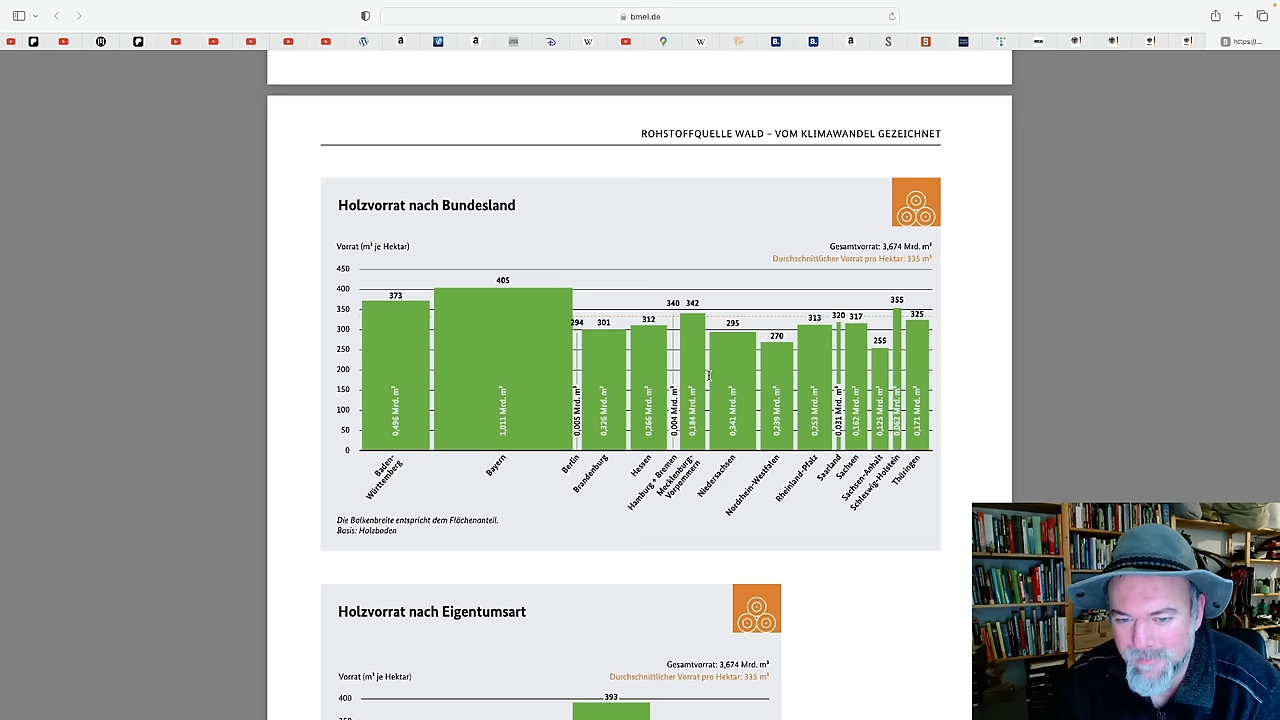 bmel.de
https://...
ROHSTOFFQUELLE WALD – VOM KLIMAWANDEL GEZEICHNET
Holzvorrat nach Bundesland
Vorrat (m³ je Hektar)
Gesamtvorrat: 3,674 Mrd. m³
Durchschnittlicher Vorrat pro Hektar: 335 m³
450
400
350
300
250
200
150
100
50
0
373
405
294
301
312
340
342
295
270
313
320
317
255
355
325
0,496 Mrd. m³
1,011 Mrd. m³
0,005 Mrd. m³
0,326 Mrd. m³
0,266 Mrd. m³
0,004 Mrd. m³
0,184 Mrd. m³
0,341 Mrd. m³
0,239 Mrd. m³
0,253 Mrd. m³
0,031 Mrd. m³
0,162 Mrd. m³
0,125 Mrd. m³
0,062 Mrd. m³
0,171 Mrd. m³
Baden-
Württemberg
Bayern
Berlin
Brandenburg
Hessen
Hamburg + Bremen
Mecklenburg-
Vorpommern
Niedersachsen
Nordrhein-Westfalen
Rheinland-Pfalz
Saarland
Sachsen
Sachsen-Anhalt
Schleswig-Holstein
Thüringen
Die Balkenbreite entspricht dem Flächenanteil.
Basis: Holzboden
Holzvorrat nach Eigentumsart
Gesamtvorrat: 3,674 Mrd. m³
Vorrat (m³ je Hektar)
Durchschnittlicher Vorrat pro Hektar: 335 m³
400
393